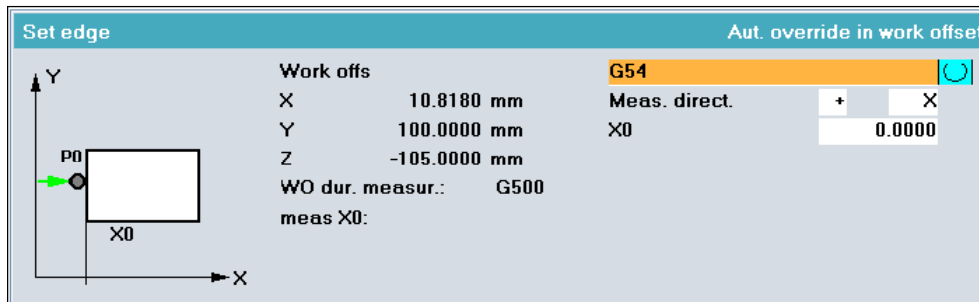 Set edge Aut. override in work offset
Y
P0
X0
X
Work offs
X 10.8180 mm
Y 100.0000 mm
Z -105.0000 mm
WO dur. measur.: G500
meas X0:
G54
Meas. direct. + X
X0 0.0000